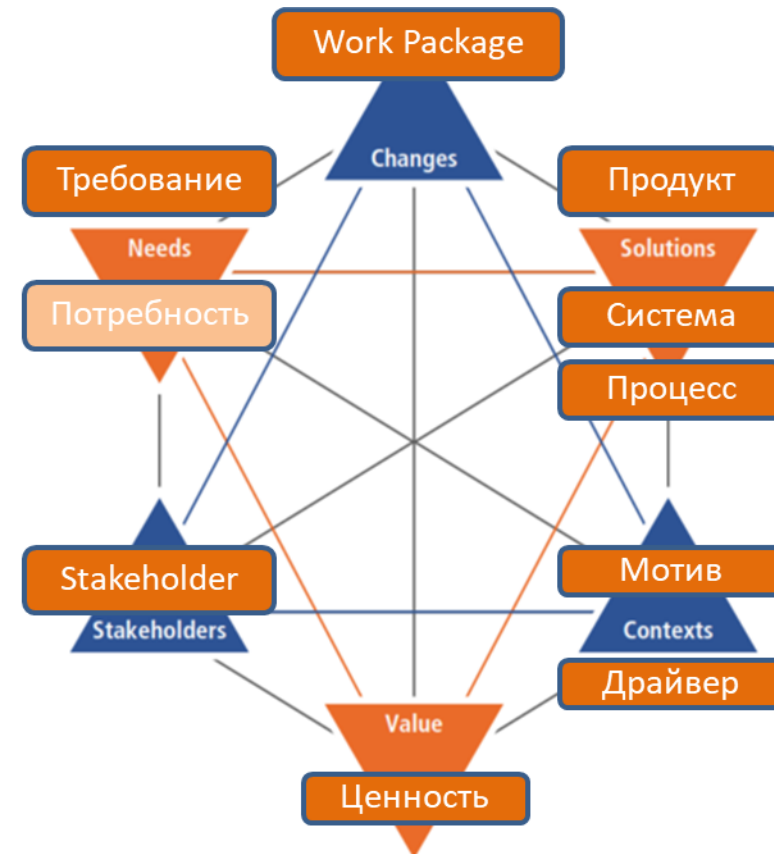 Work Package
Changes
Требование
Продукт
Needs
Solutions
Потребность
Система
Процесс
Stakeholder
Мотив
Stakeholders
Contexts
Драйвер
Value
Ценность